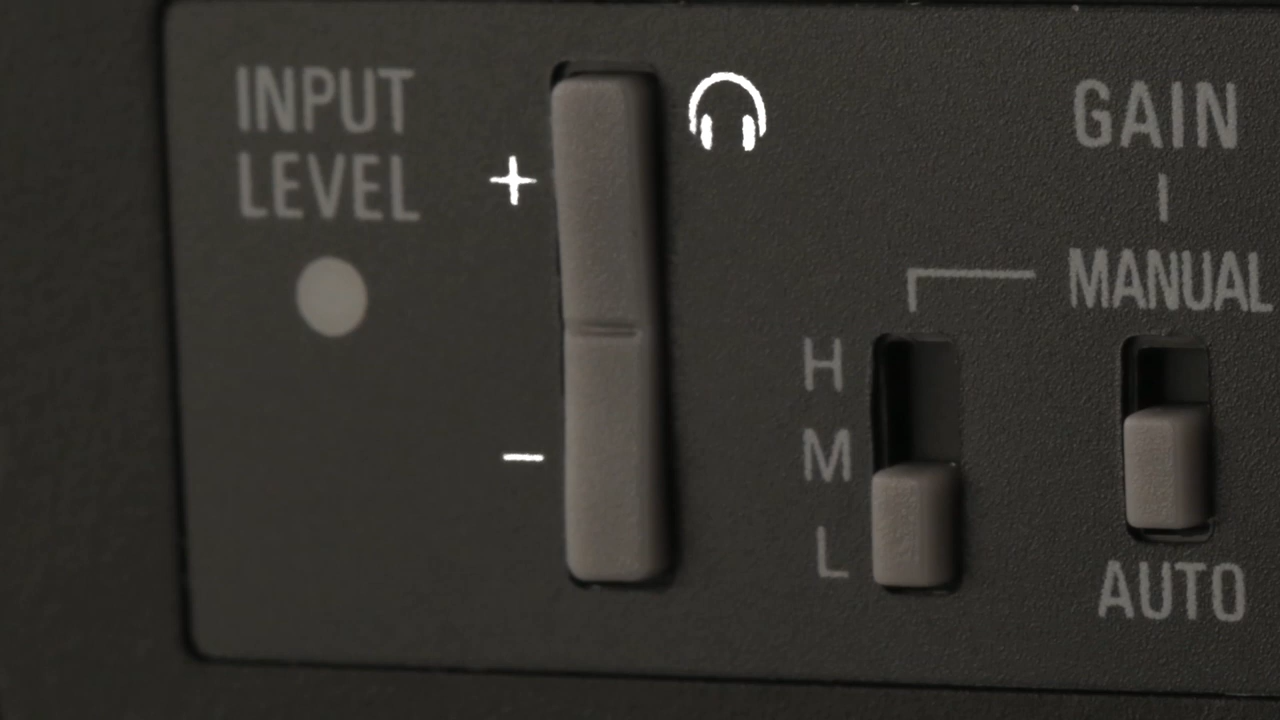 INPUT
LEVEL
+
−
GAIN
MANUAL
H
M
L
AUTO